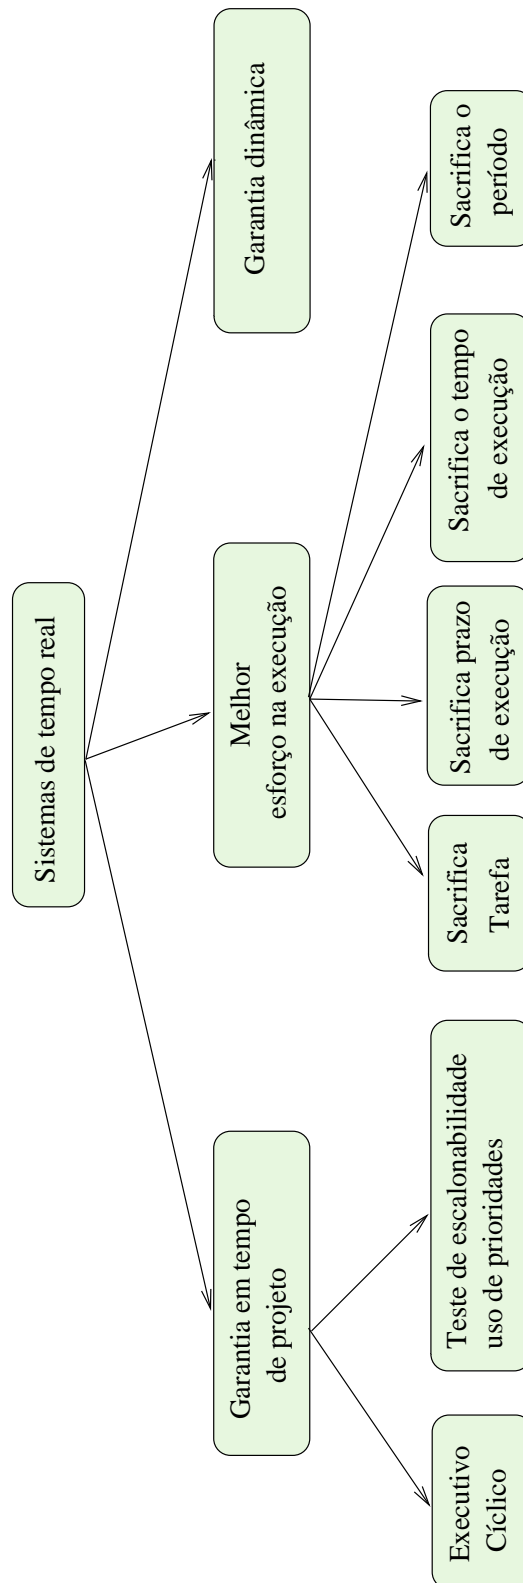 Sistemas de tempo real
Garantia em tempo
de projeto
Melhor
esforço na execução
Garantia dinâmica
Executivo
Cíclico
Teste de escalonabilidade
uso de prioridades
Sacrifica
Tarefa
Sacrifica prazo
de execução
Sacrifica o tempo
de execução
Sacrifica o
período